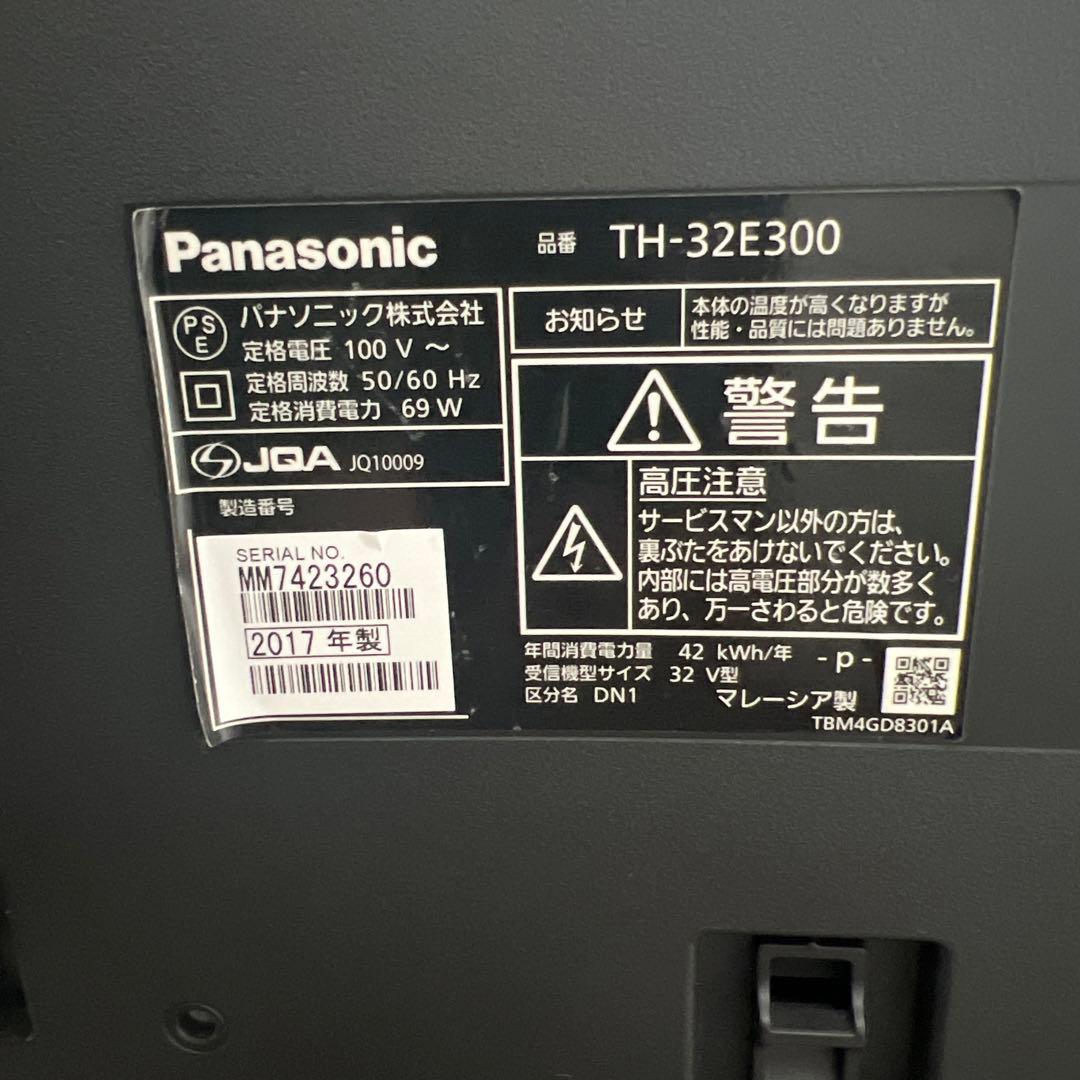 Panasonic
品番 TH-32E300
PS
E
パナソニック株式会社
定格電圧 100 V ～
定格周波数 50/60 Hz
定格消費電力 69 W
JQA JQ10009
製造番号
SERIAL NO.
MM7423260
2017 年製
お知らせ
本体の温度が高くなりますが
性能・品質には問題ありません。
警告
高圧注意
サービスマン以外の方は、
裏ぶたをあけないでください。
内部には高電圧部分が数多く
あり、万一さわると危険です。
年間消費電力量 42 kWh/年
受信機型サイズ 32 V型
区分名 DN1
- p -
マレーシア製
TBM4GD8301A